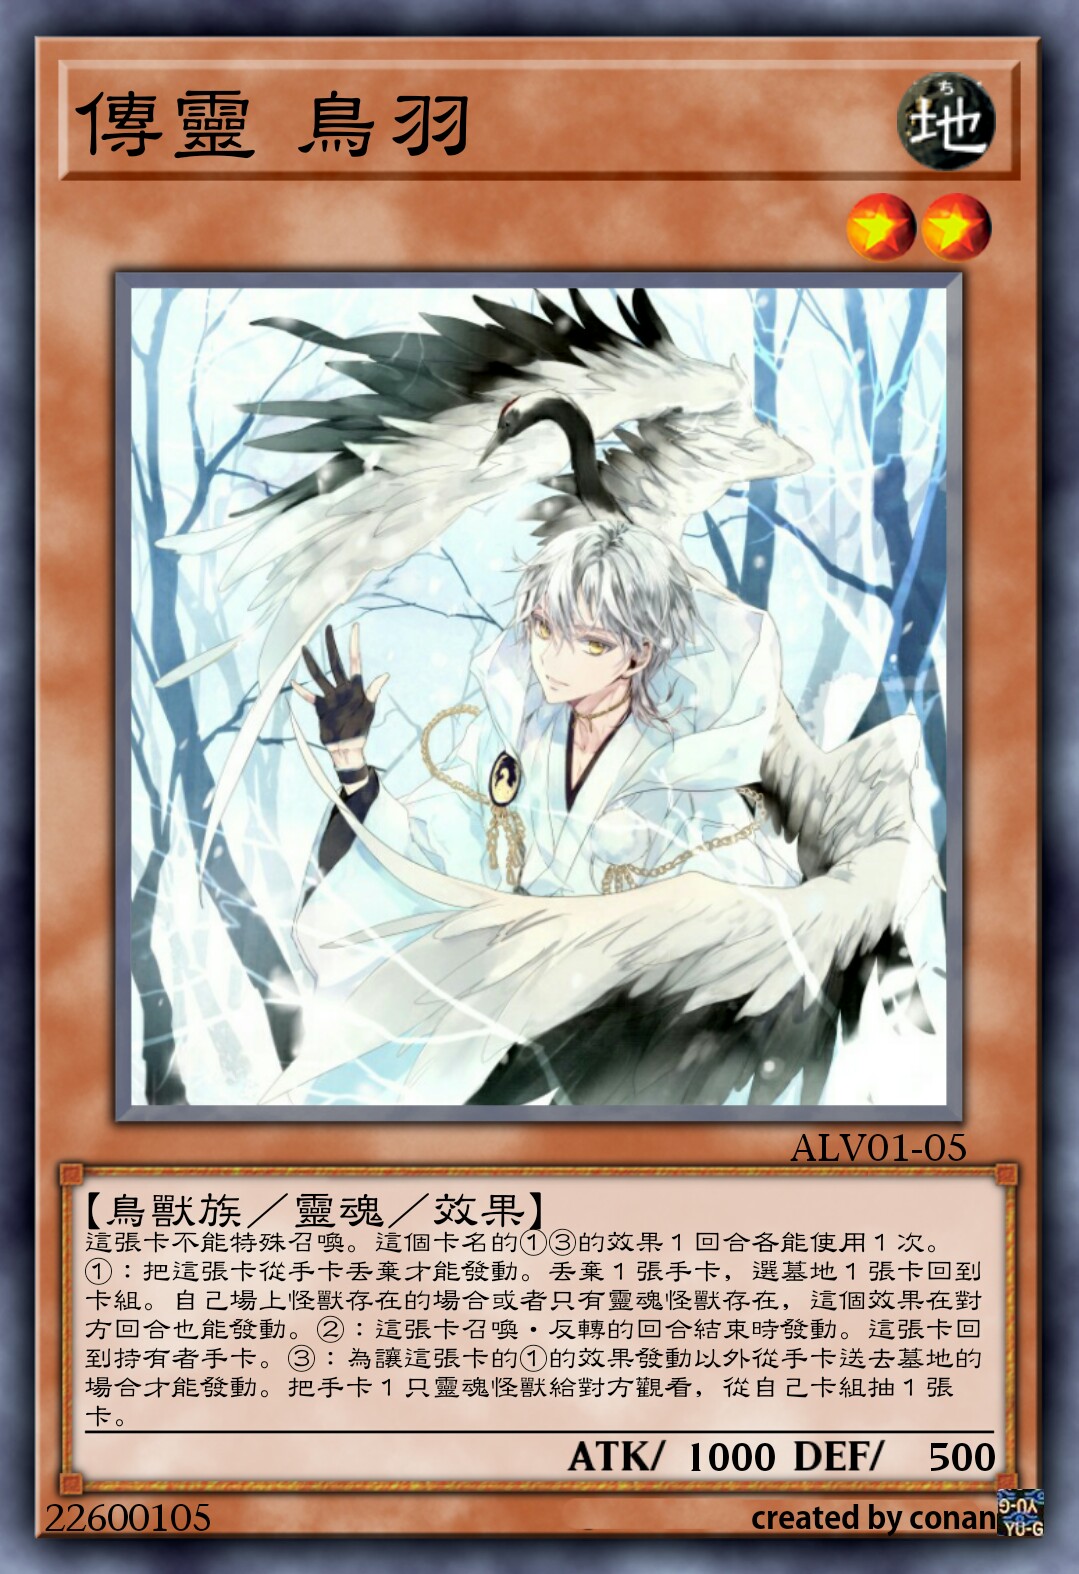 傳靈 鳥羽
ち
地
ALV01-05
【鳥獸族／靈魂／效果】
這張卡不能特殊召喚。這個卡名的①③的效果１回合各能使用１次。
①：把這張卡從手卡丟棄才能發動。丟棄１張手卡，選墓地１張卡回到
卡組。自己場上怪獸存在的場合或者只有靈魂怪獸存在，這個效果在對
方回合也能發動。②：這張卡召喚・反轉的回合結束時發動。這張卡回
到持有者手卡。③：為讓這張卡的①的效果發動以外從手卡送去墓地的
場合才能發動。把手卡１只靈魂怪獸給對方觀看，從自己卡組抽１張
卡。
ATK/ 1000 DEF/ 500
22600105
created by conan
YU-G
YU-G